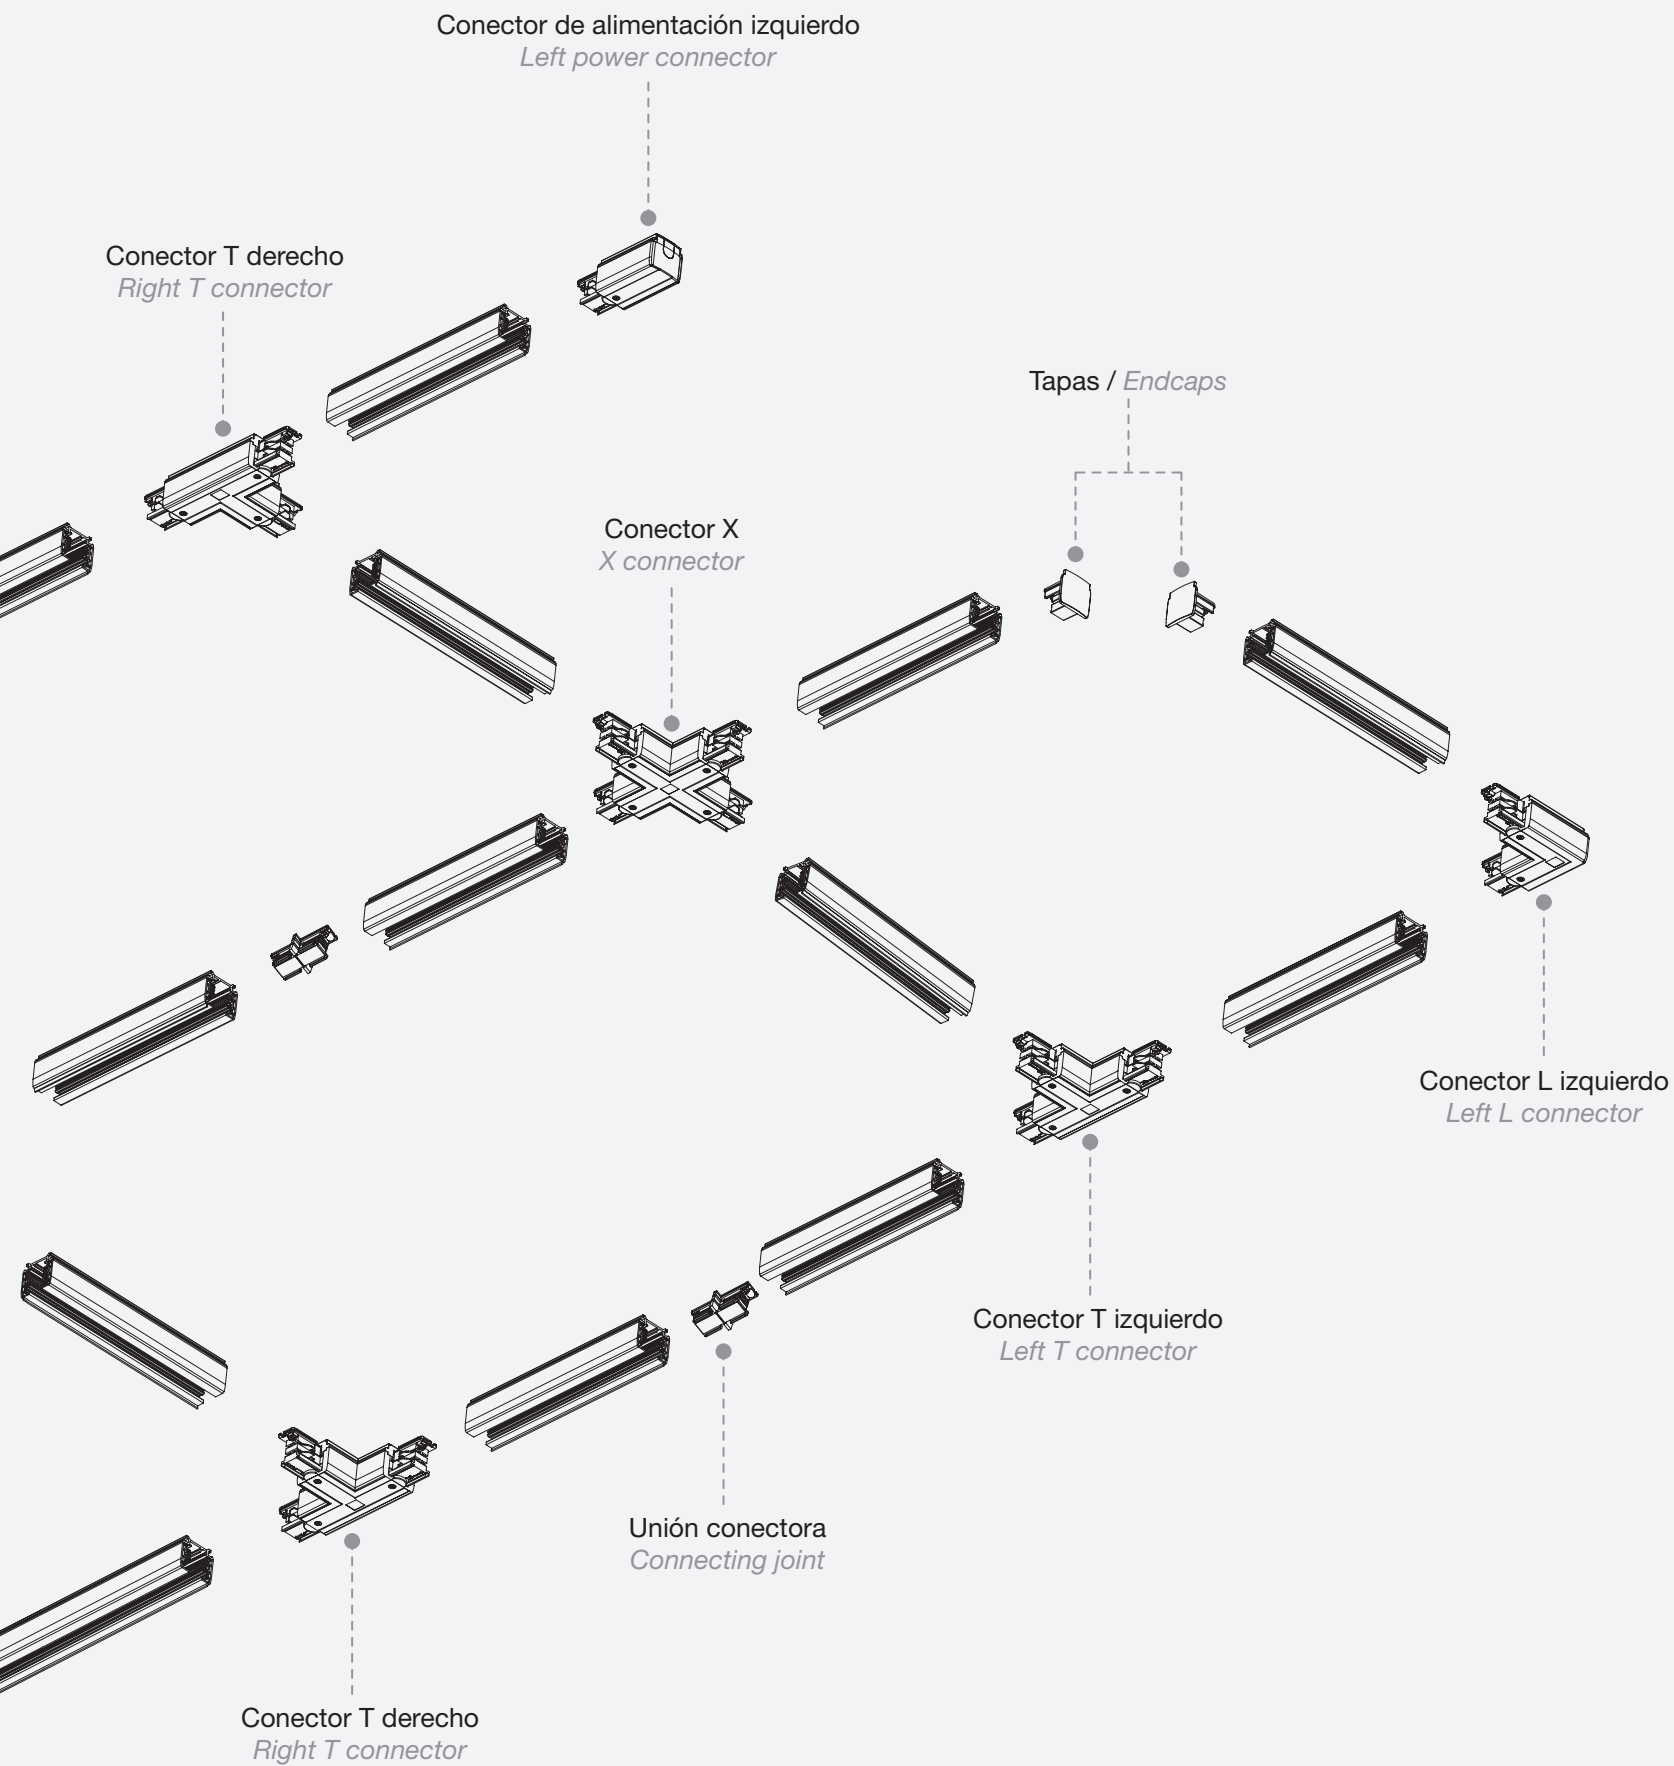 Conector de alimentación izquierdo
Left power connector
Conector T derecho
Right T connector
Tapas / Endcaps
Conector X
X connector
Conector L izquierdo
Left L connector
Conector T izquierdo
Left T connector
Unión conectora
Connecting joint
Conector T derecho
Right T connector